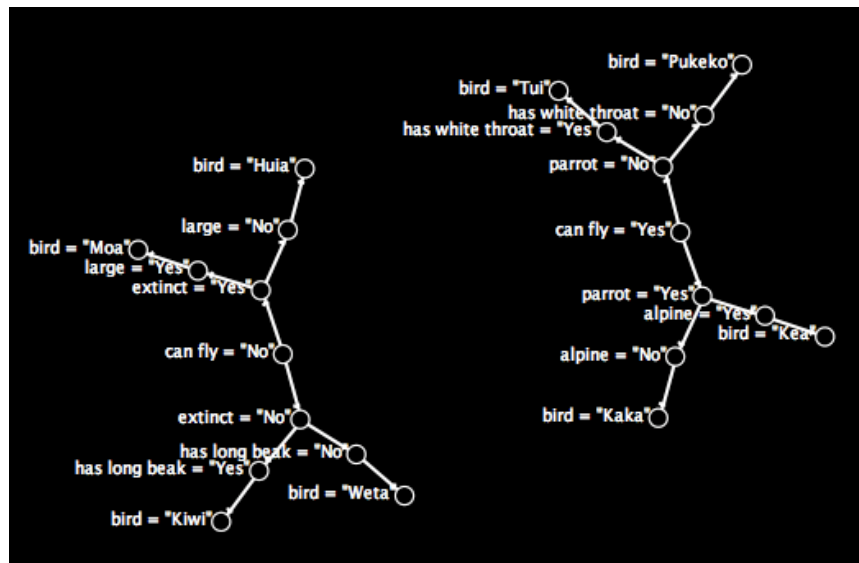 bird = "Pukeko"
bird = "Tui"
has white throat = "No"
has white throat = "Yes"
parrot = "No"
can fly = "Yes"
parrot = "Yes"
alpine = "Yes"
bird = "Kea"
alpine = "No"
bird = "Kaka"
bird = "Huia"
large = "No"
bird = "Moa"
large = "Yes"
extinct = "Yes"
can fly = "No"
extinct = "No"
has long beak = "No"
has long beak = "Yes"
bird = "Weta"
bird = "Kiwi"